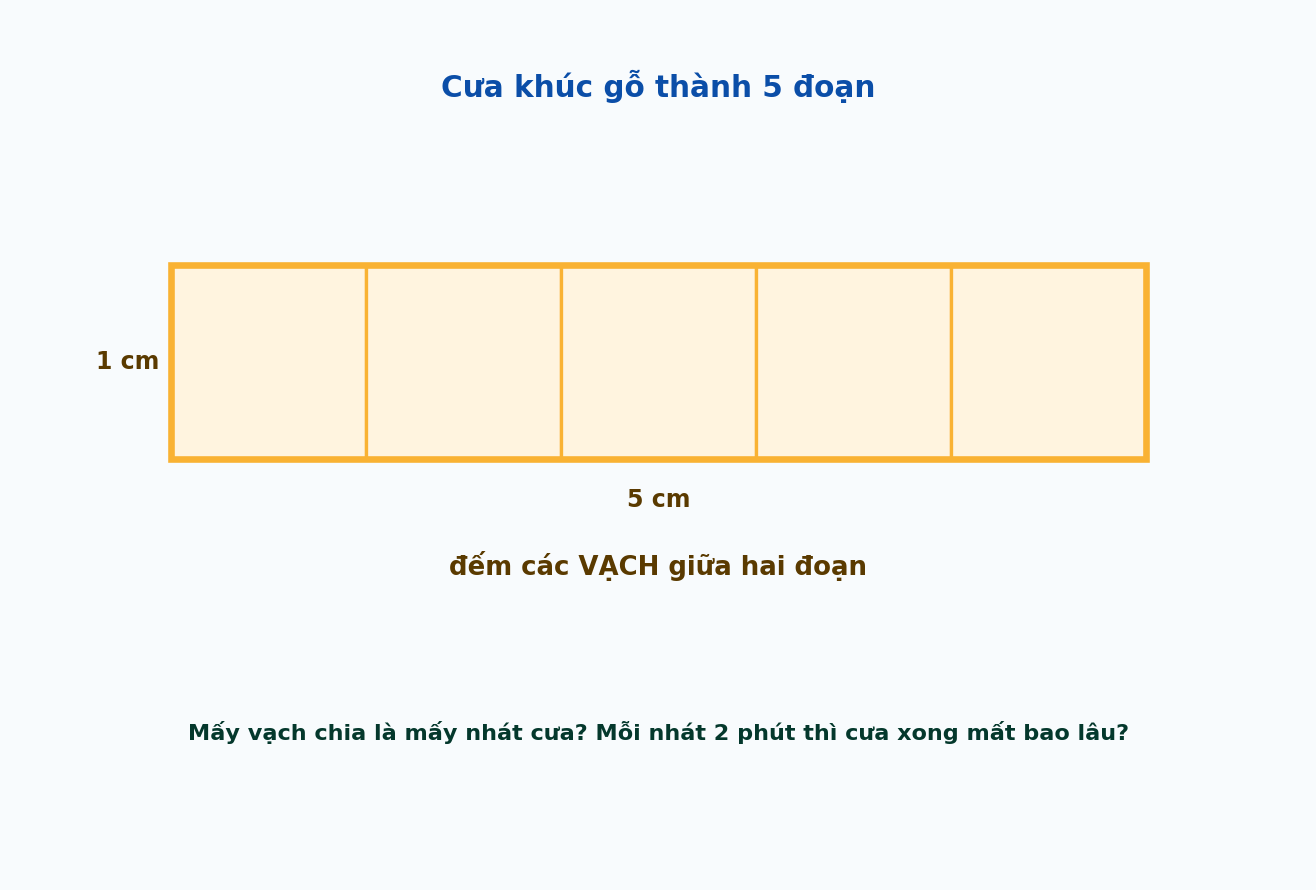 Cưa khúc gỗ thành 5 đoạn
1 cm
5 cm
đếm các VẠCH giữa hai đoạn
Mấy vạch chia là mấy nhát cưa? Mỗi nhát 2 phút thì cưa xong mất bao lâu?